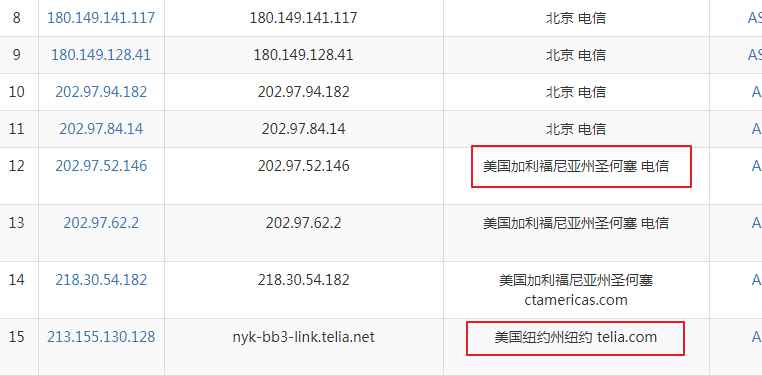 8 180.149.141.117 180.149.141.117 北京 电信 AS
9 180.149.128.41 180.149.128.41 北京 电信 AS
10 202.97.94.182 202.97.94.182 北京 电信 A
11 202.97.84.14 202.97.84.14 北京 电信 A
12 202.97.52.146 202.97.52.146 美国加利福尼亚州圣何塞 电信 A
13 202.97.62.2 202.97.62.2 美国加利福尼亚州圣何塞 电信 A
14 218.30.54.182 218.30.54.182 美国加利福尼亚州圣何塞 A
ctamericas.com
15 213.155.130.128 nyk-bb3-link.telia.net 美国纽约州纽约 telia.com A